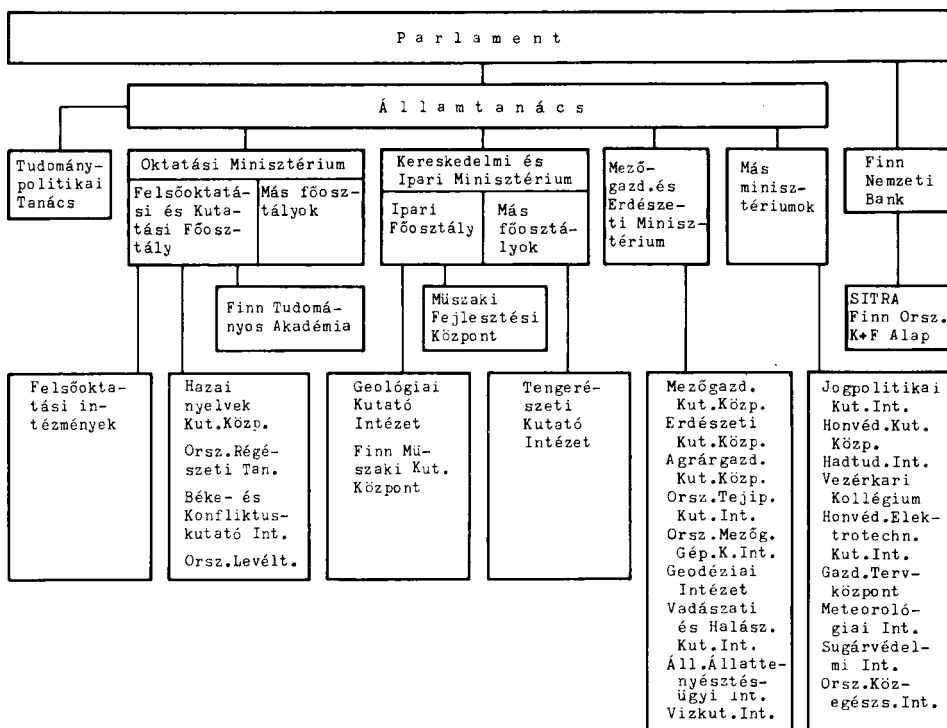 Parlament
Államtanács
Tudomány-
politikai
Tanács
Oktatási Minisztérium
Felsőoktatá-
si és Kuta-
tási Főosz-
tály
Más főosz-
tályok
Kereskedelmi és
Ipari Minisztérium
Ipari
Főosztály
Más
főosztá-
lyok
Mező-
gazd.és
Erdésze-
ti Minisz-
térium
Más
minisz-
tériumok
Finn
Nemzeti
Bank
Finn Tudomá-
nyos Akadémia
Műszaki
Fejlesztési
Központ
SITRA
Finn Orsz.
K+F Alap
Felsőokta-
tási in-
tézmények
Hazai
nyelvek
Kut.Közp.
Orsz.Régé-
szeti Tan.
Béke- és
Konfliktus-
kutató Int.
Orsz.Levélt.
Geológiai
Kutató
Intézet
Finn Mű-
szaki Kut.
Központ
Tengeré-
szeti
Kutató
Intézet
Mezőgazd.
Kut.Közp.
Erdészeti
Kut.Közp.
Agrárgazd.
Kut.Közp.
Orsz.Tejip.
Kut.Int.
Orsz.Mezőg.
Gép.K.Int.
Geodéziai
Intézet
Vadászati
és Halász.
Kut.Int.
Áll.Állatte-
nyésztés-
ügyi Int.
Vizkut.Int.
Jogpolitikai
Kut.Int.
Honvéd.Kut.
Közp.
Hadtud.Int.
Vezérkari
Kollégium
Honvéd.Elek-
trotechn.
Kut.Int.
Gazd.Terv-
központ
Meteoroló-
giai Int.
Sugárvédel-
mi Int.
Orsz.Köz-
egészs.Int.